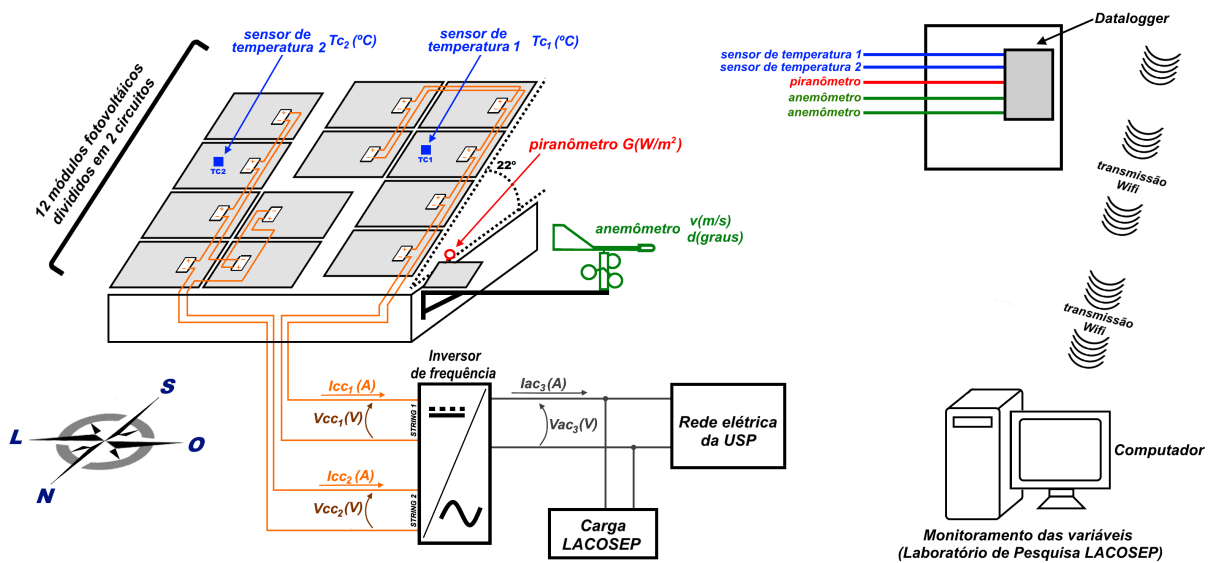 sensor de
temperatura 2 Tc2 (ºC)
sensor de
temperatura 1 Tc1 (ºC)
12 módulos fotovoltáicos
divididos em 2 circuitos
TC2
TC1
piranômetro G(W/m²)
22º
anemômetro v(m/s)
d(graus)
Datalogger
sensor de temperatura 1
sensor de temperatura 2
piranômetro
anemômetro
anemômetro
transmissão
Wifi
transmissão
Wifi
S
L
O
N
Inversor
de frequência
Icc1 (A)
Vcc1 (V)
STRING 1
Icc2 (A)
Vcc2 (V)
STRING 2
Iac3 (A)
Vac3 (V)
Rede elétrica
da USP
Carga
LACOSEP
Computador
Monitoramento das variáveis
(Laboratório de Pesquisa LACOSEP)